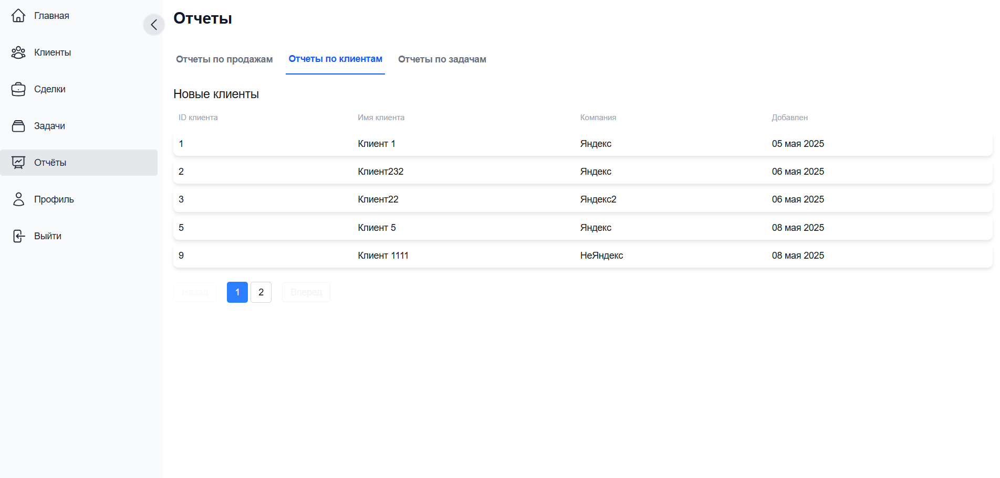 Главная
Клиенты
Сделки
Задачи
Отчёты
Профиль
Выйти
Отчеты
Отчеты по продажам Отчеты по клиентам Отчеты по задачам
Новые клиенты
ID клиента Имя клиента Компания Добавлен
1 Клиент 1 Яндекс 05 мая 2025
2 Клиент232 Яндекс 06 мая 2025
3 Клиент22 Яндекс2 06 мая 2025
5 Клиент 5 Яндекс 08 мая 2025
9 Клиент 1111 НеЯндекс 08 мая 2025
Назад 1 2 Вперед